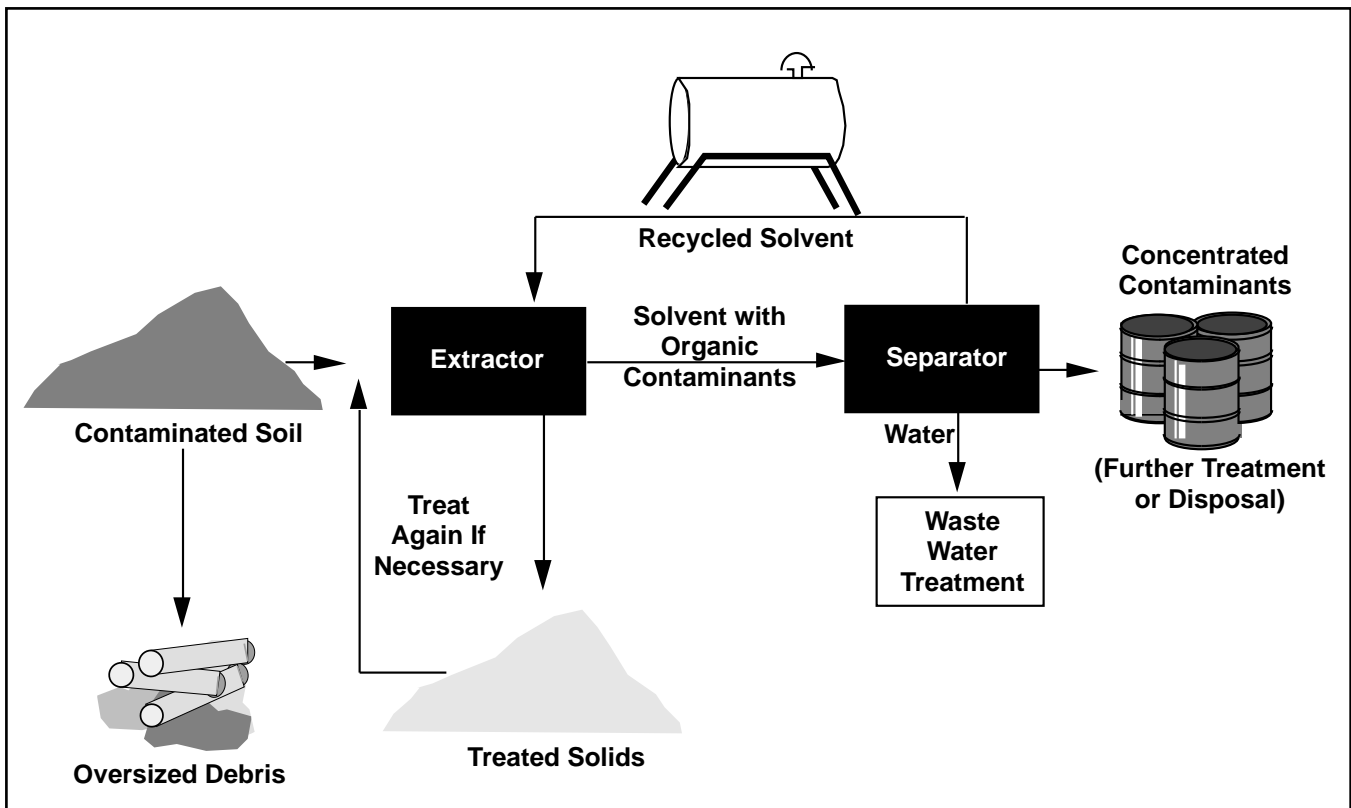 Recycled Solvent
Concentrated
Contaminants
Solvent with
Organic
Contaminants
Extractor
Separator
Contaminated Soil
Water
(Further Treatment
or Disposal)
Treat
Again If
Necessary
Waste
Water
Treatment
Treated Solids
Oversized Debris